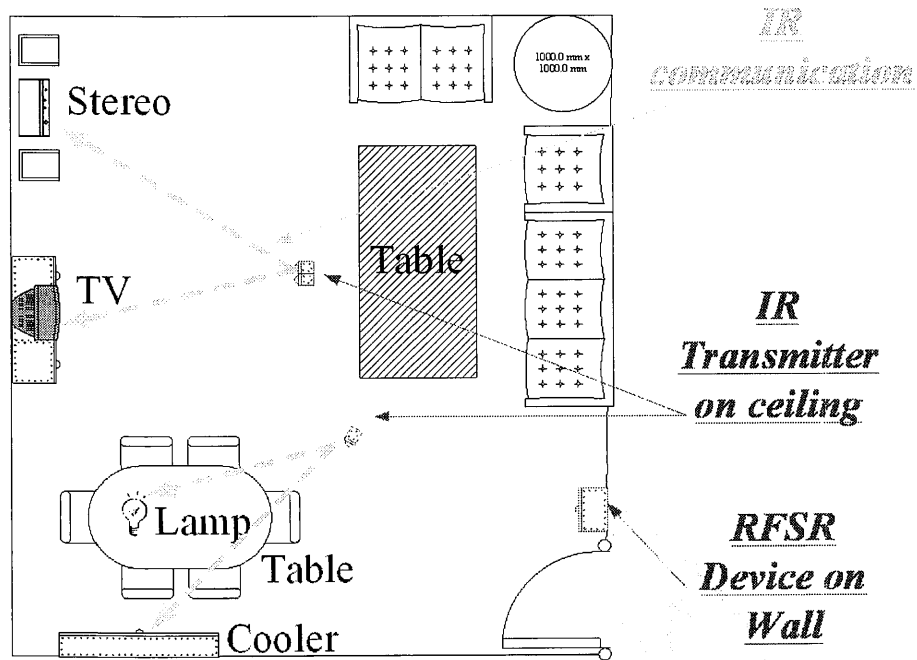 IR
communication
1000.0 mm x
1000.0 mm
Stereo
Table
TV
IR
Transmitter
on ceiling
Lamp
Table
RFSR
Device on
Wall
Cooler